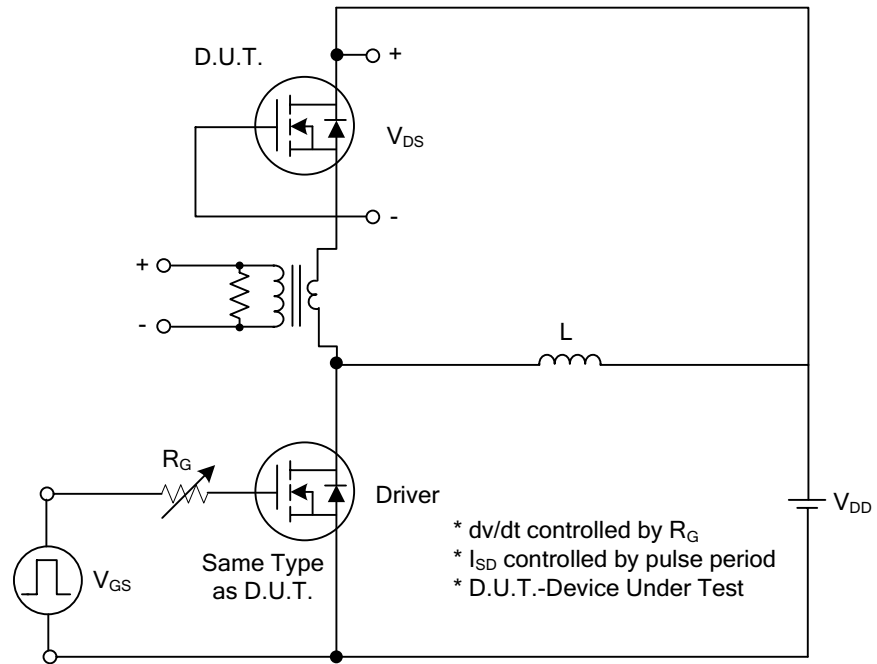 D.U.T.
+
V_DS
-
+
-
L
R_G
Driver
V_DD
* dv/dt controlled by R_G
* I_SD controlled by pulse period
* D.U.T.-Device Under Test
V_GS
Same Type
as D.U.T.